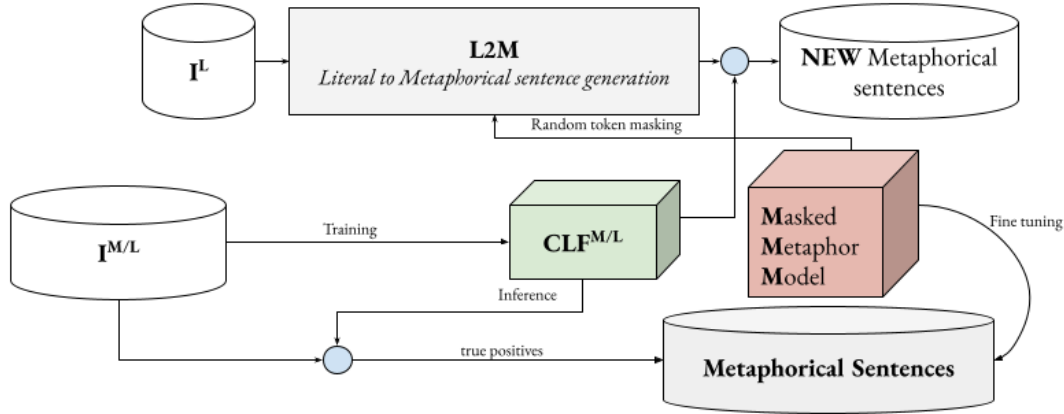 I^L
L2M
Literal to Metaphorical sentence generation
NEW Metaphorical
sentences
Random token masking
I^M/L
Training
CLF^M/L
Masked
Metaphor
Model
Fine tuning
Inference
true positives
Metaphorical Sentences